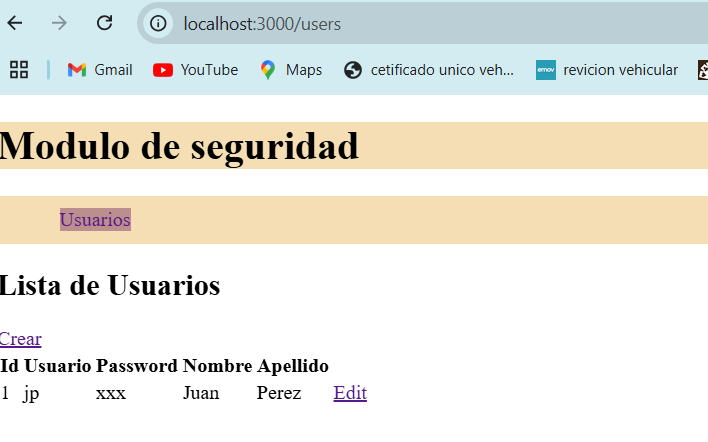 localhost:3000/users
Gmail YouTube Maps cetificado unico veh... emov revicion vehicular
Modulo de seguridad
Usuarios
Lista de Usuarios
Crear
Id Usuario Password Nombre Apellido
1 jp xxx Juan Perez Edit